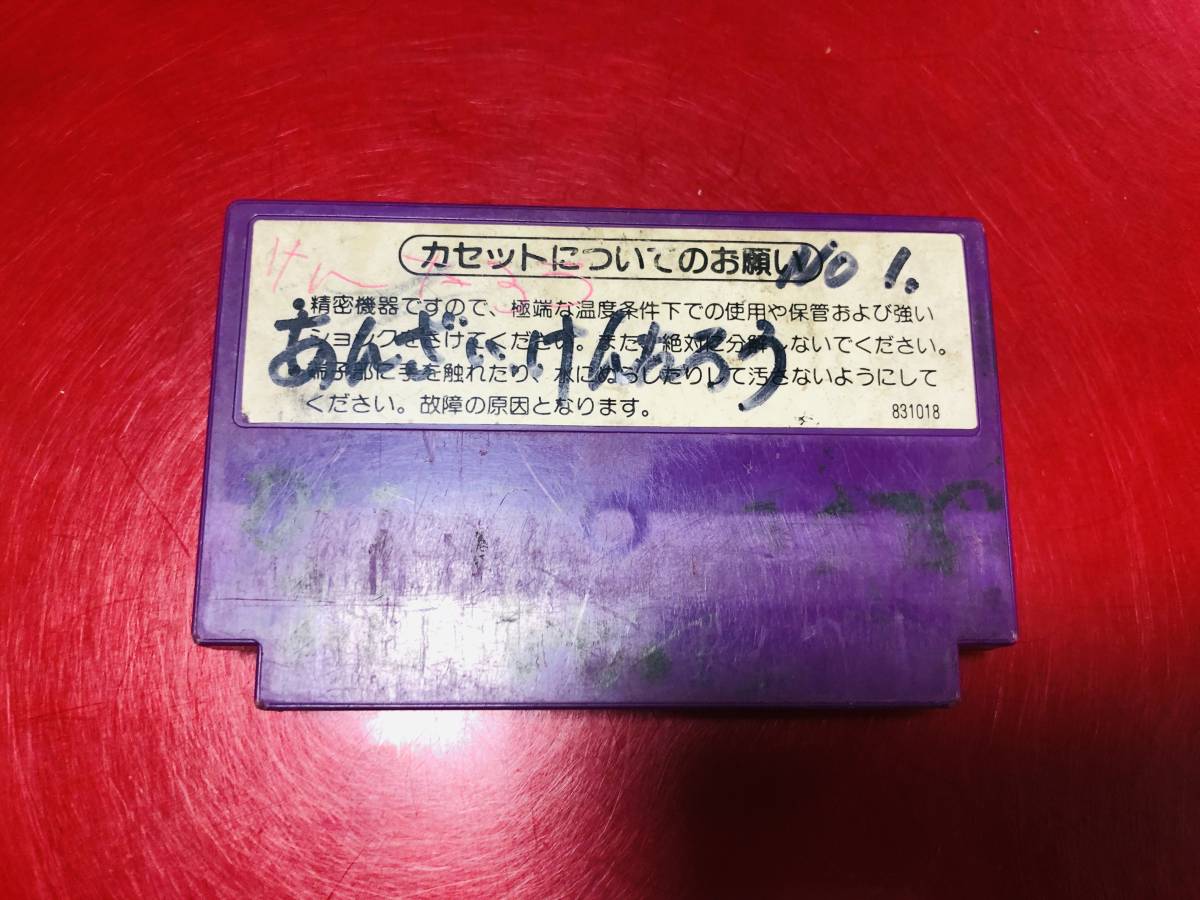 カセットについてのお願い
No 1.
けんたろう
・精密機器ですので、極端な温度条件下での使用や保管および強い
ショックをさけてください。また、絶対に分解しないでください。
あんざいけんたろう
・端子部に手を触れたり、水にぬらしたりして汚さないようにして
ください。故障の原因となります。
831018